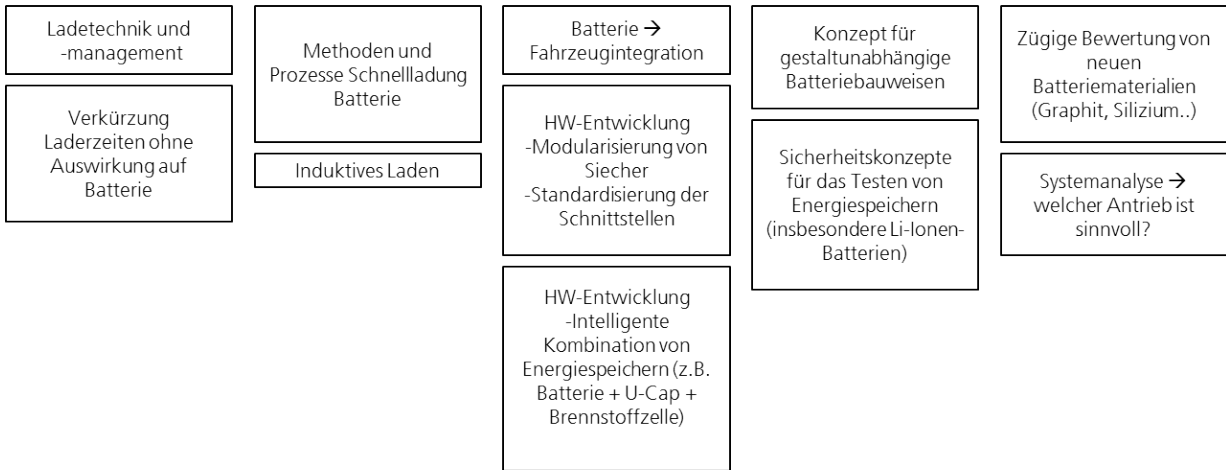 Ladetechnik und
-management
Verkürzung
Laderzeiten ohne
Auswirkung auf
Batterie
Methoden und
Prozesse Schnellladung
Batterie
Induktives Laden
Batterie →
Fahrzeugintegration
HW-Entwicklung
-Modularisierung von
Siecher
-Standardisierung der
Schnittstellen
HW-Entwicklung
-Intelligente
Kombination von
Energiespeichern (z.B.
Batterie + U-Cap +
Brennstoffzelle)
Konzept für
gestaltunabhängige
Batteriebauweisen
Sicherheitskonzepte
für das Testen von
Energiespeichern
(insbesondere Li-Ionen-
Batterien)
Zügige Bewertung von
neuen
Batteriematerialien
(Graphit, Silizium..)
Systemanalyse →
welcher Antrieb ist
sinnvoll?